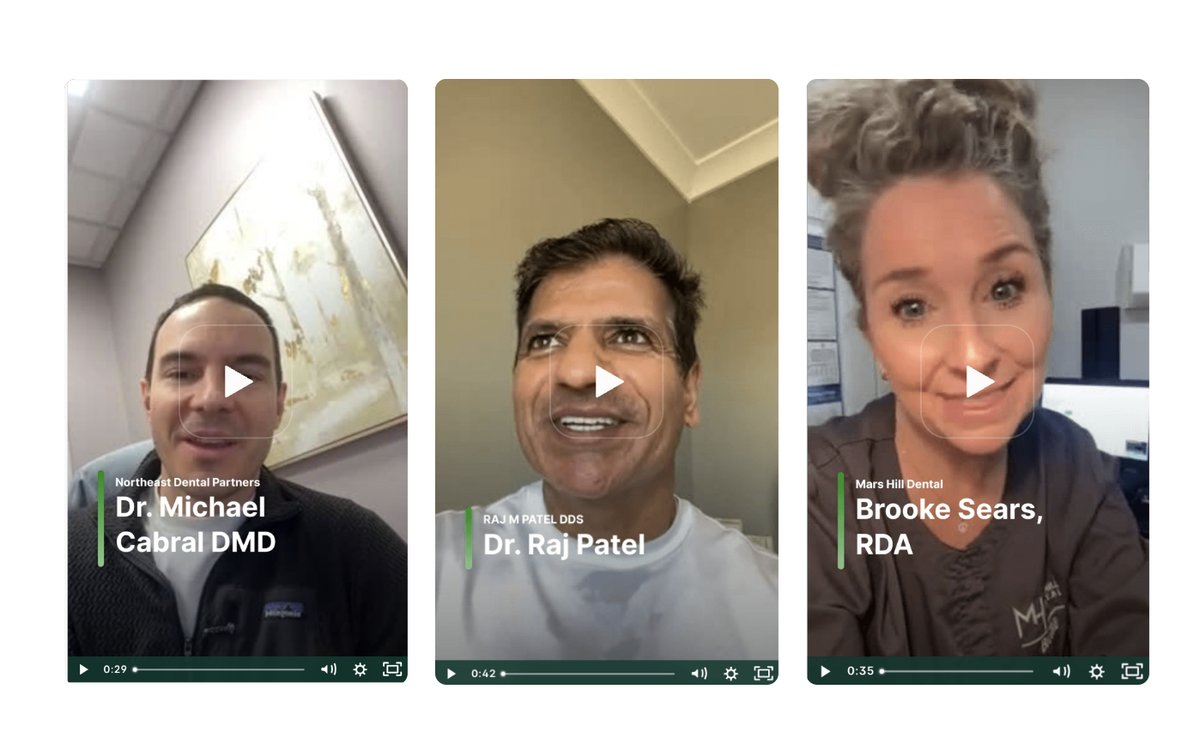 Northeast Dental Partners
Dr. Michael
Cabral DMD
patagonia
0:29
RAJ M PATEL DDS
Dr. Raj Patel
0:42
Mars Hill Dental
Brooke Sears,
RDA
0:35